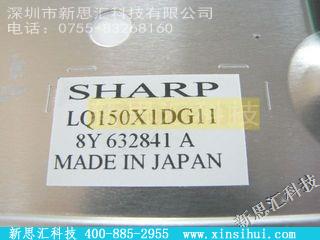 深圳市新思汇科技有限公司
电话: 0755-83268160
SHARP
LQ150X1DG11
8Y 632841 A
MADE IN JAPAN
新思汇科技
新思汇科技 400-885-2955 www.xinsihui.com